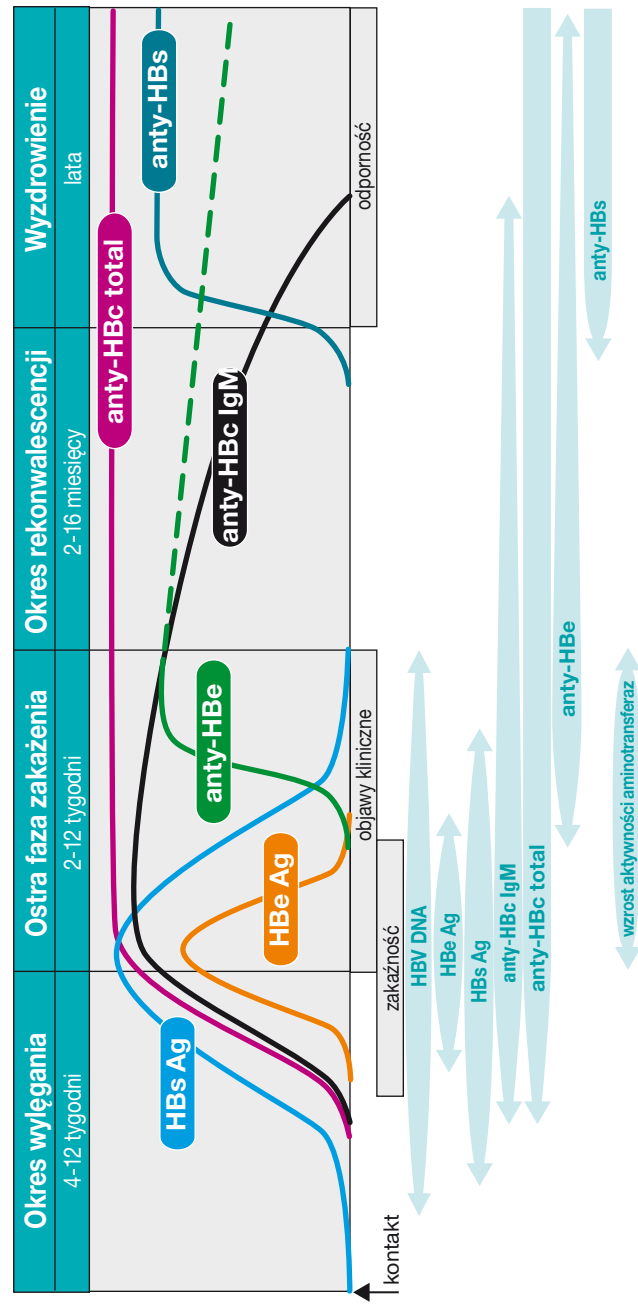 Okres wylęgania
4-12 tygodni
Ostra faza zakażenia
2-12 tygodni
Okres rekonwalescencji
2-16 miesięcy
Wyzdrowienie
lata
anty-HBc total
anty-HBs
HBs Ag
anty-HBe
anty-HBc IgM
HBe Ag
kontakt
objawy kliniczne
odporność
zakaźność
HBV DNA
HBe Ag
HBs Ag
anty-HBc IgM
anty-HBc total
anty-HBe
anty-HBs
wzrost aktywności aminotransferaz